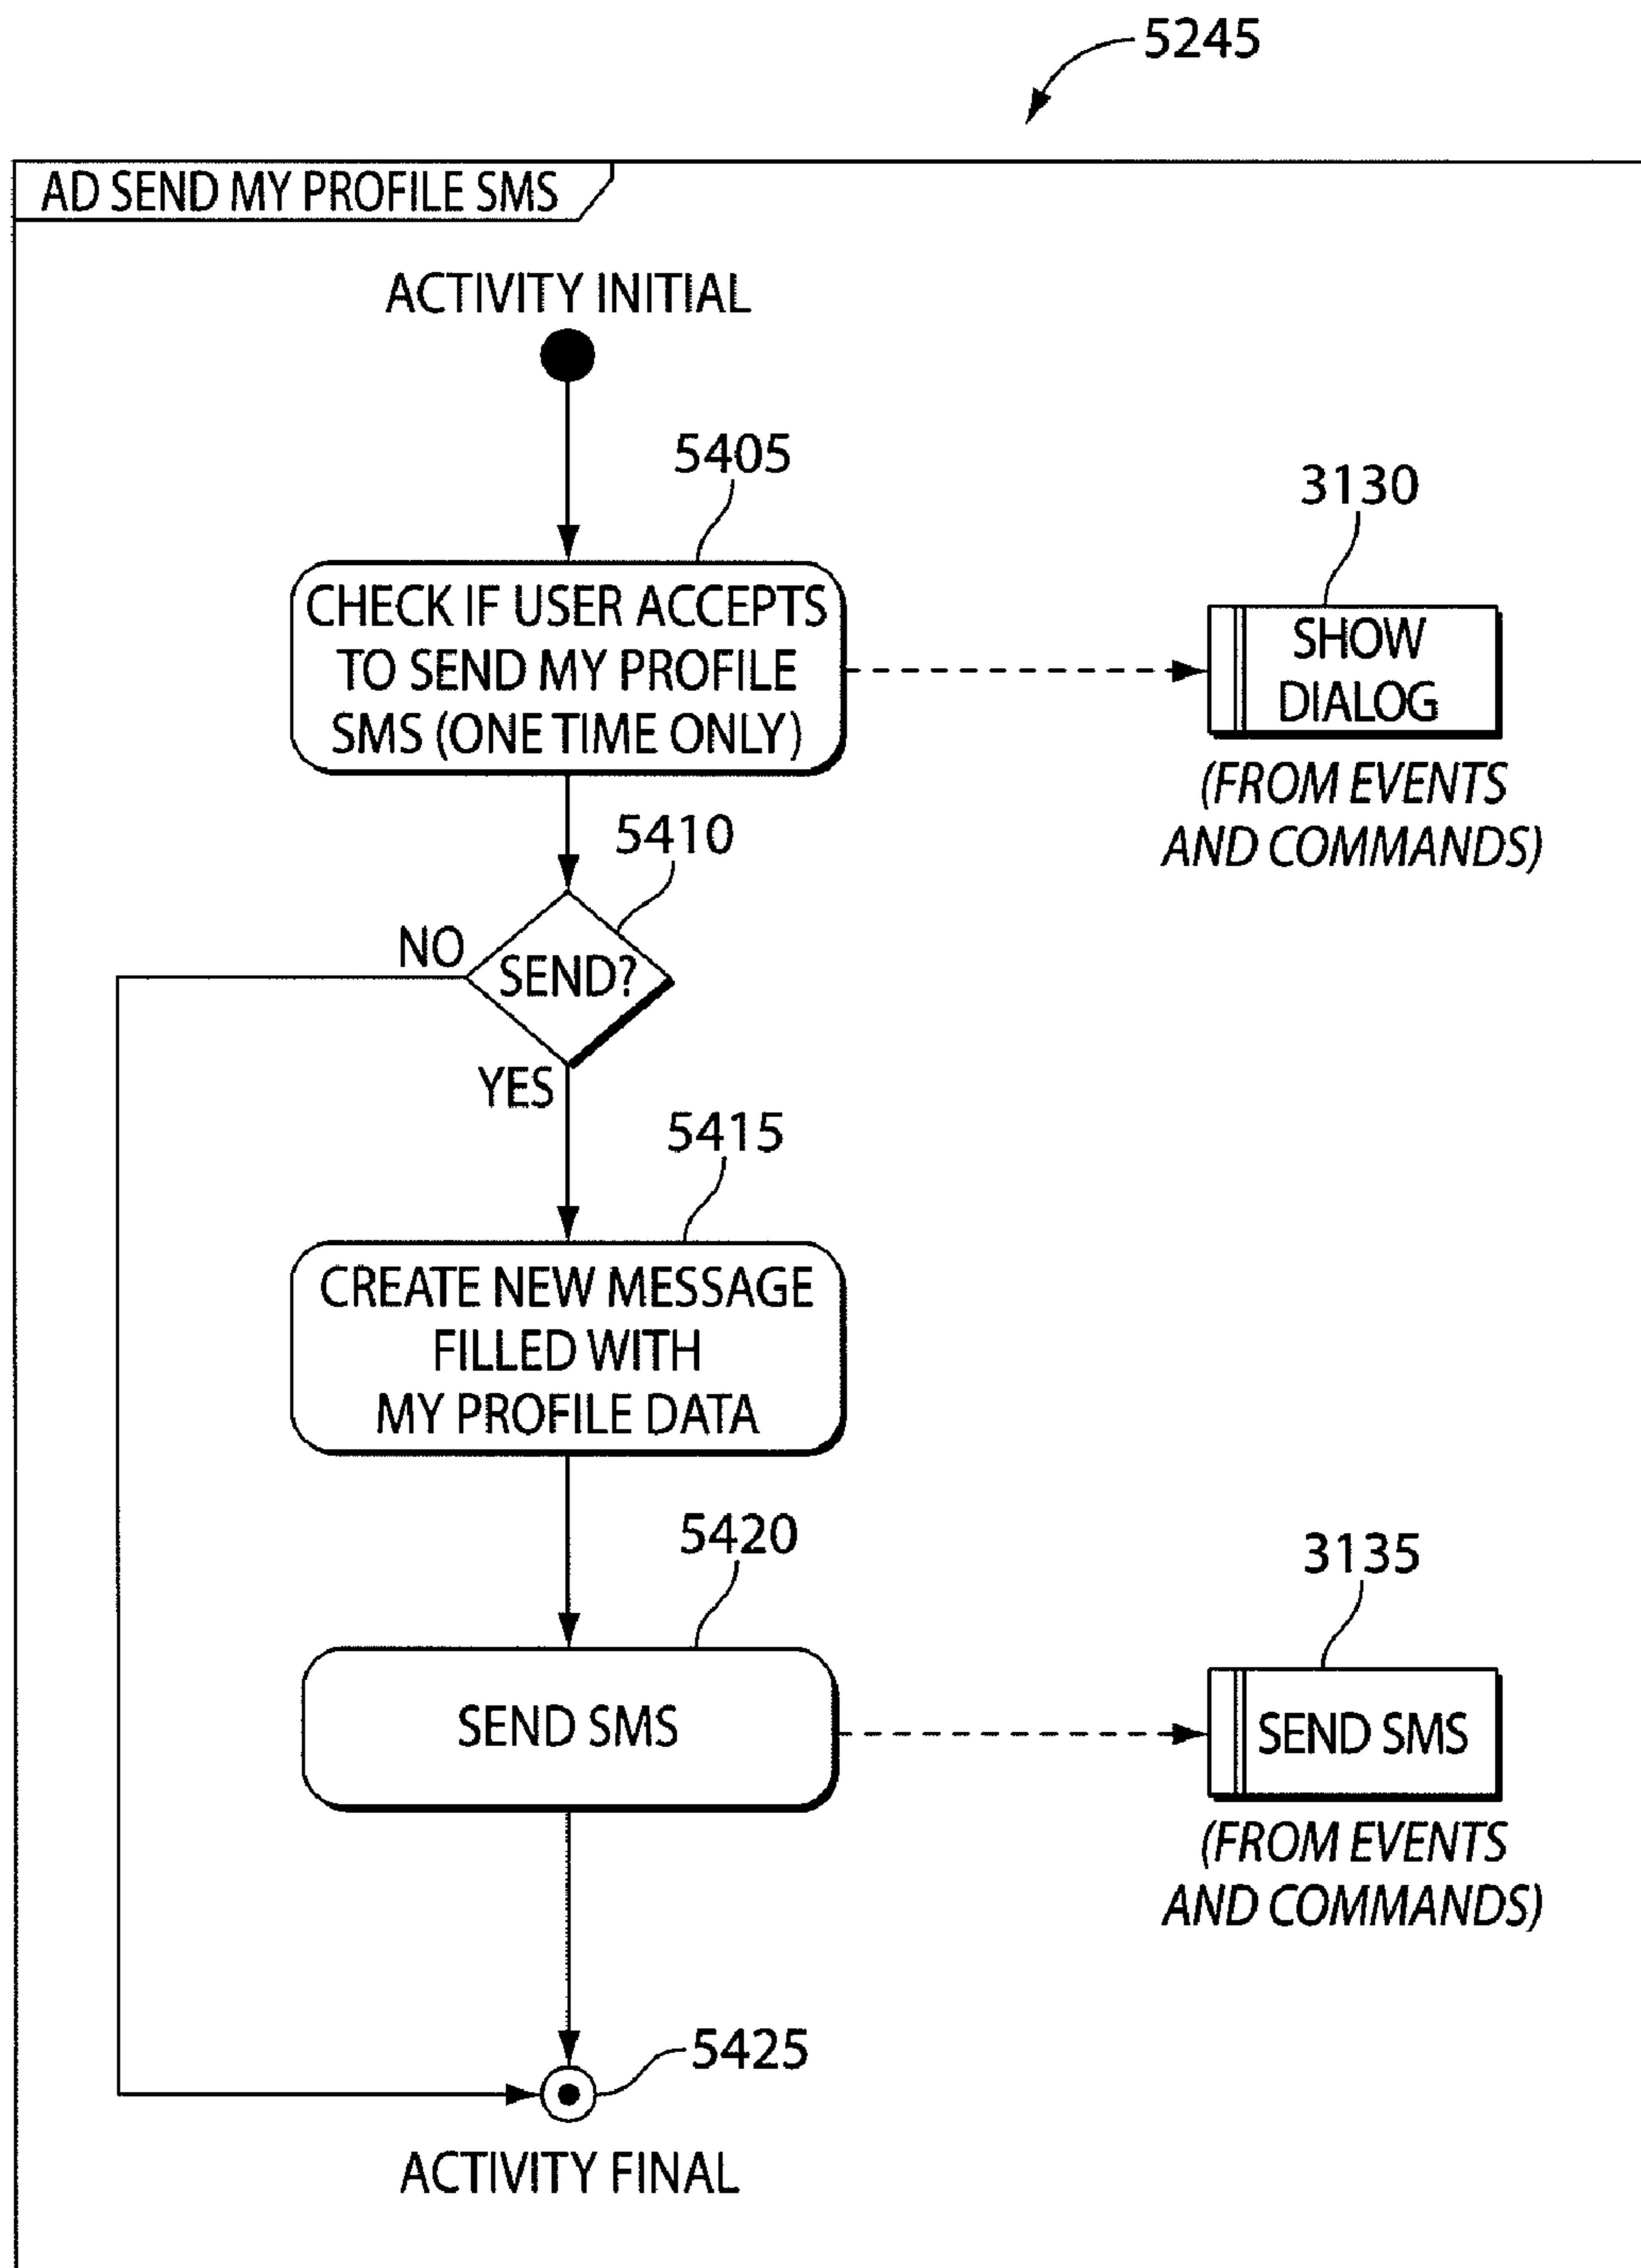 5245
AD SEND MY PROFILE SMS
ACTIVITY INITIAL
5405
CHECK IF USER ACCEPTS
TO SEND MY PROFILE
SMS (ONE TIME ONLY)
3130
SHOW
DIALOG
(FROM EVENTS
AND COMMANDS)
5410
NO
SEND?
YES
5415
CREATE NEW MESSAGE
FILLED WITH
MY PROFILE DATA
5420
SEND SMS
3135
SEND SMS
(FROM EVENTS
AND COMMANDS)
5425
ACTIVITY FINAL